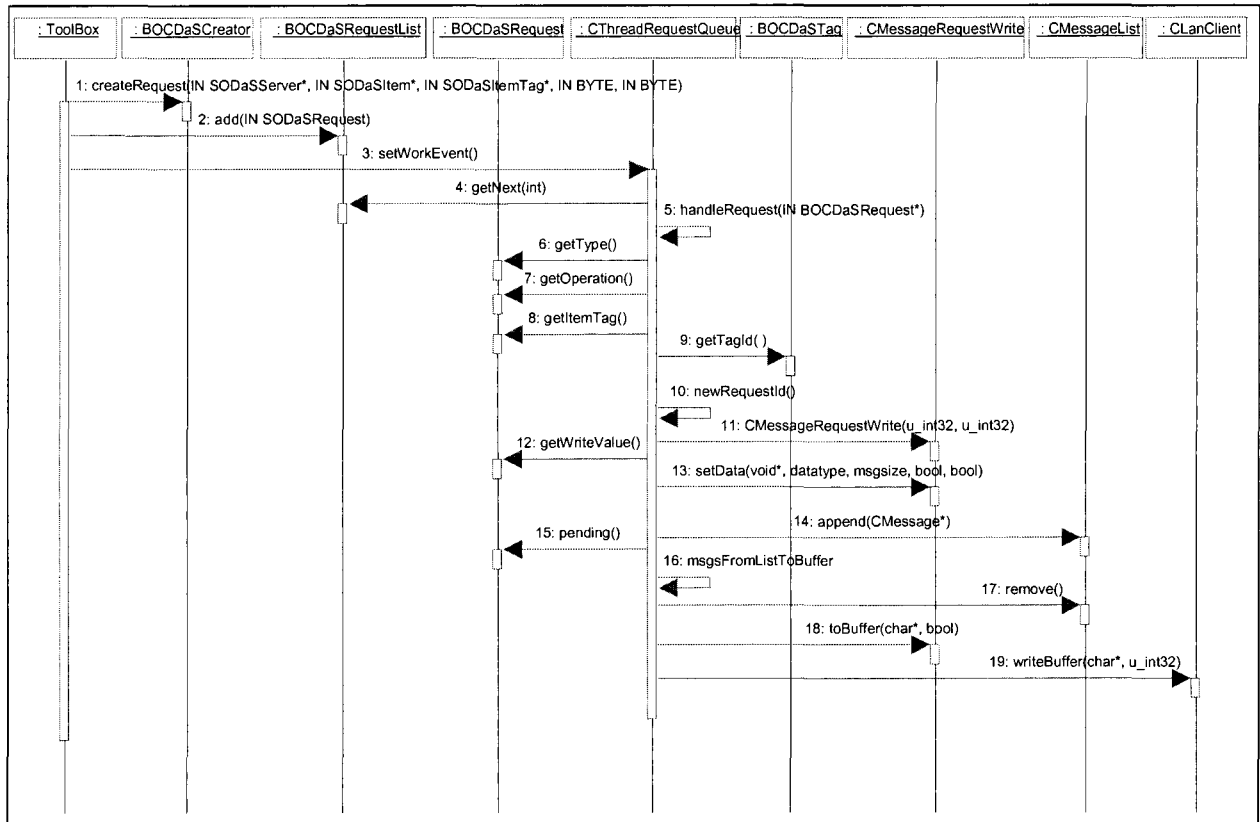 : ToolBox
: BOCDaSCreator
: BOCDaSRequestList
: BOCDaSRequest
: CThreadRequestQueue
: BOCDaSTag
: CMessageRequestWrite
: CMessageList
: CLanClient
1: createRequest(IN SODaSServer*, IN SODaSItem*, IN SODaSItemTag*, IN BYTE, IN BYTE)
2: add(IN SODaSRequest)
3: setWorkEvent()
4: getNext(int)
5: handleRequest(IN BOCDaSRequest*)
6: getType()
7: getOperation()
8: getItemTag()
9: getTagId( )
10: newRequestId()
11: CMessageRequestWrite(u_int32, u_int32)
12: getWriteValue()
13: setData(void*, datatype, msgsize, bool, bool)
14: append(CMessage*)
15: pending()
16: msgsFromListToBuffer
17: remove()
18: toBuffer(char*, bool)
19: writeBuffer(char*, u_int32)